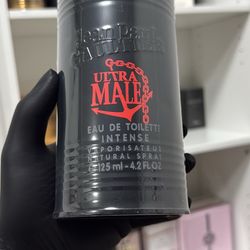 Jean Paul
GAULTIER
ULTRA
MALE
EAU DE TOILETTE
INTENSE
VAPORISATEUR
NATURAL SPRAY
125 ml - 4.2 FL.OZ